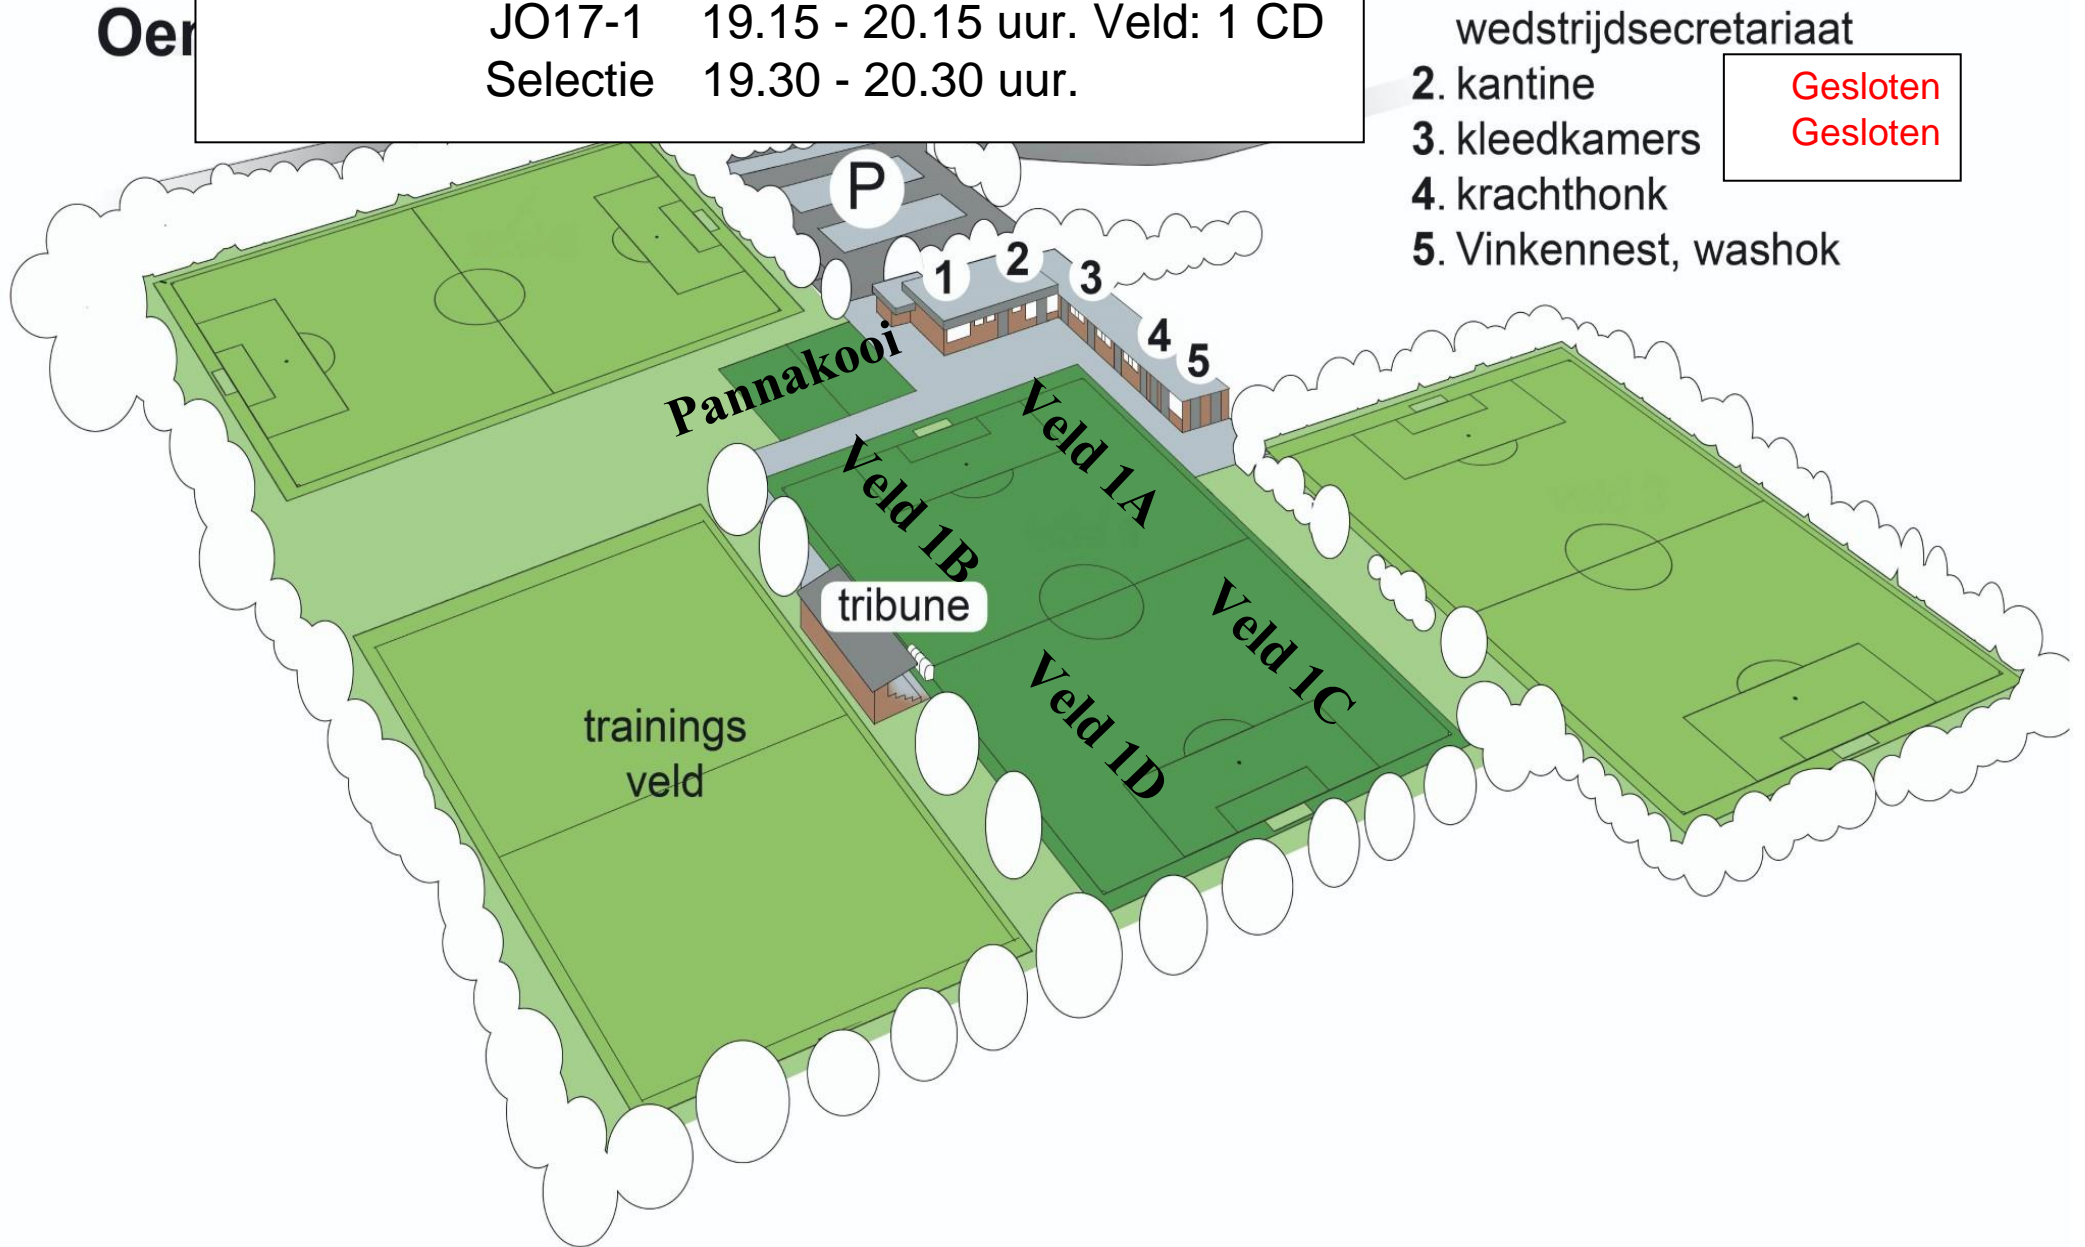 JO17-1 19.15 - 20.15 uur. Veld: 1 CD
Selectie 19.30 - 20.30 uur.
wedstrijdsecretariaat
2. kantine
3. kleedkamers
4. krachthonk
5. Vinkennest, washok
Gesloten
Gesloten
P
1
2
3
4
5
Pannakooi
Veld 1A
Veld 1B
tribune
Veld 1C
Veld 1D
trainings
veld